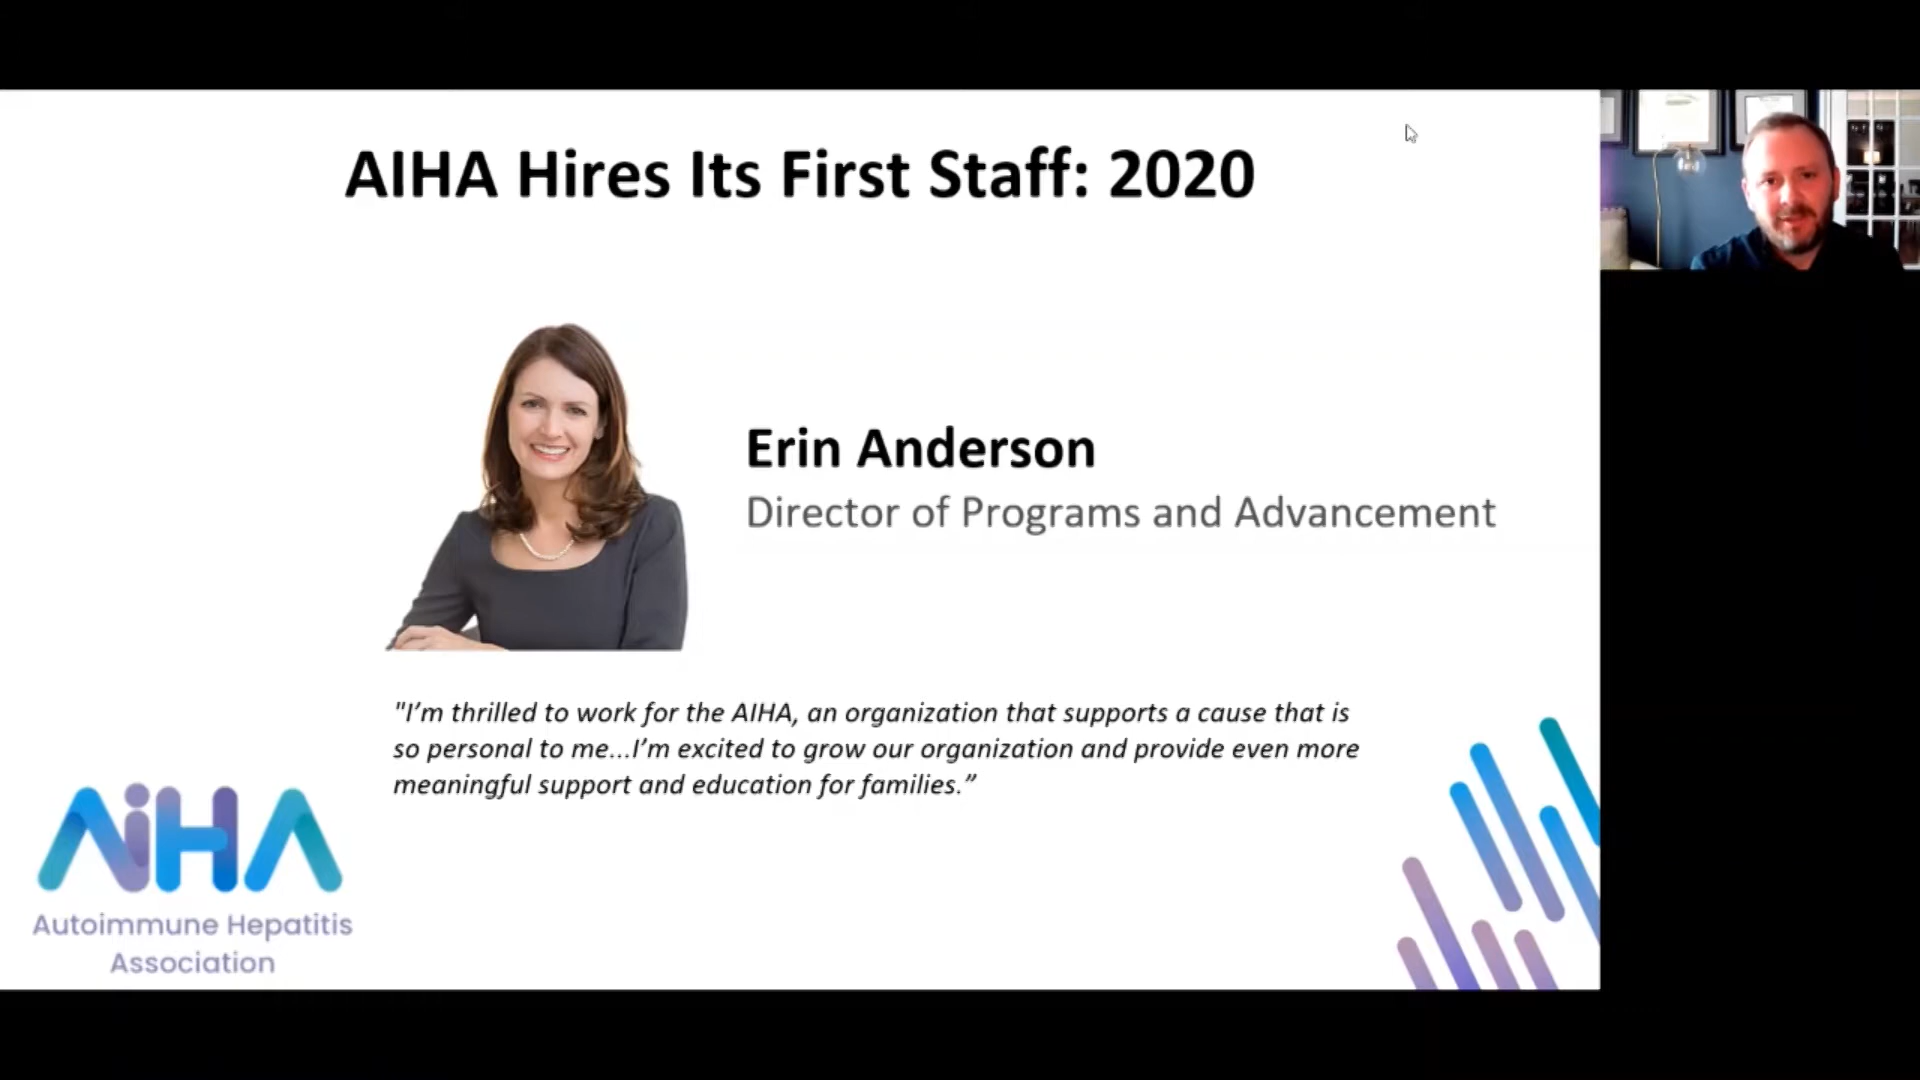 AIHA Hires Its First Staff: 2020
Erin Anderson
Director of Programs and Advancement
"I’m thrilled to work for the AIHA, an organization that supports a cause that is
so personal to me...I’m excited to grow our organization and provide even more
meaningful support and education for families.”
AiHA
Autoimmune Hepatitis
Association